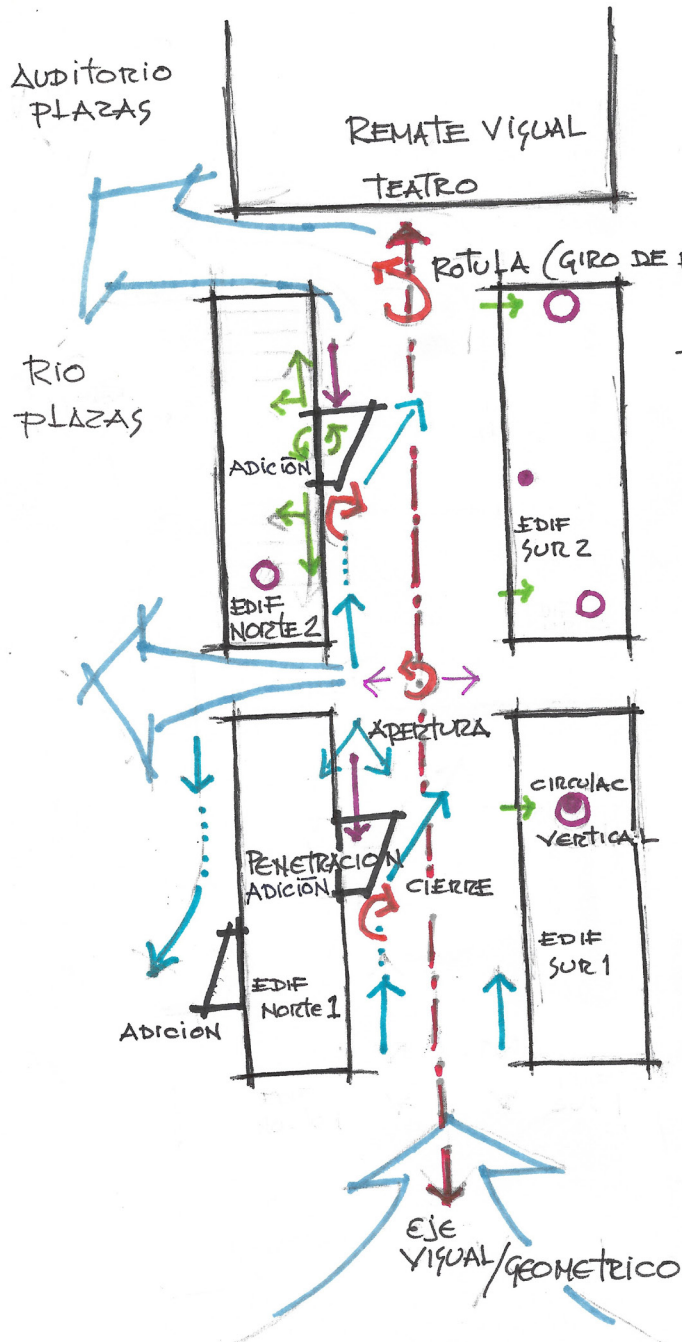 AUDITORIO
PLAZAS
REMATE VISUAL
TEATRO
ROTULA (GIRO DE
RIO
PLAZAS
ADICIÓN
EDIF
SUR 2
EDIF
NORTE 2
APERTURA
CIRCULAC
VERTICAL
PENETRACION
ADICIÓN
CIERRE
EDIF
SUR 1
EDIF
NORTE 1
ADICION
EJE
VISUAL/GEOMETRICO